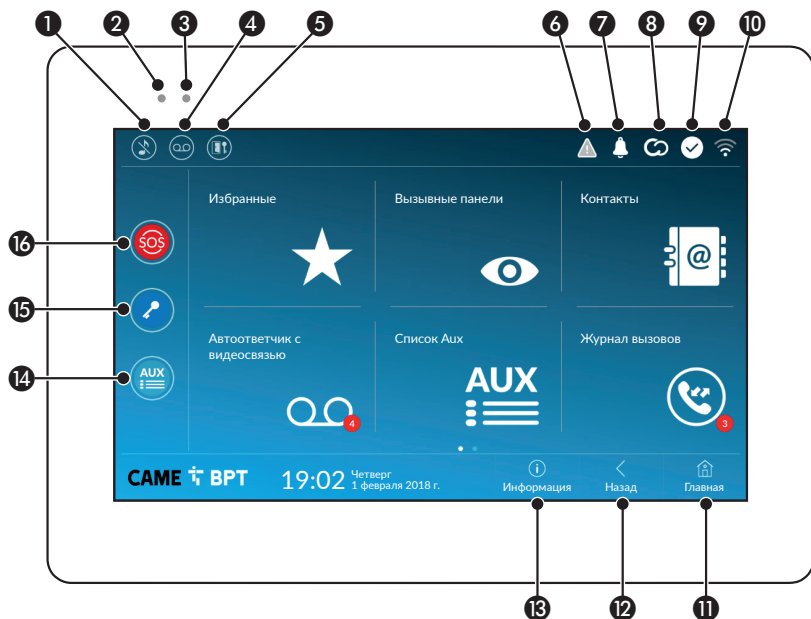 1
2
3
4
5
6
7
8
9
10
Избранные
Вызывные панели
Контакты
@
16
SOS
15
Автоответчик с
видеосвязью
Список Aux
Журнал вызовов
14
AUX
AUX
4
3
CAME BPT
19:02
Четверг
1 февраля 2018 г.
Информация
Назад
Главная
13
12
11